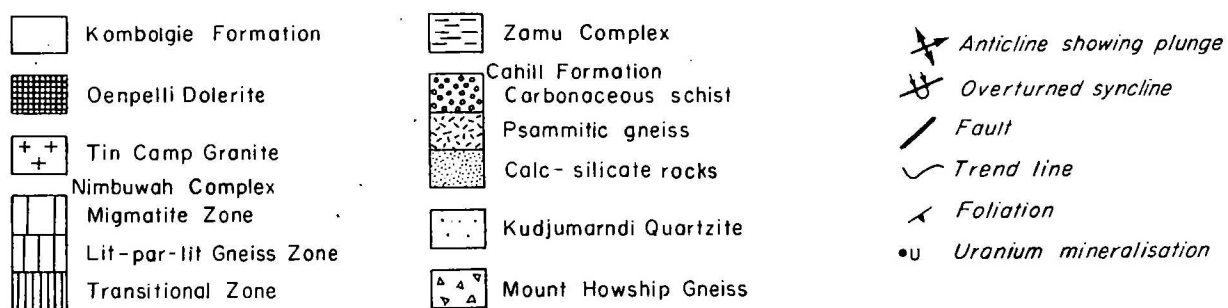 Kombolgie Formation
Oenpelli Dolerite
Tin Camp Granite
Nimbuwah Complex
Migmatite Zone
Lit-par-lit Gneiss Zone
Transitional Zone
Zamu Complex
Cahill Formation
Carbonaceous schist
Psammitic gneiss
Calc-silicate rocks
Kudjumarndi Quartzite
Mount Howship Gneiss
Anticline showing plunge
Overturned syncline
Fault
Trend line
Foliation
•U Uranium mineralisation